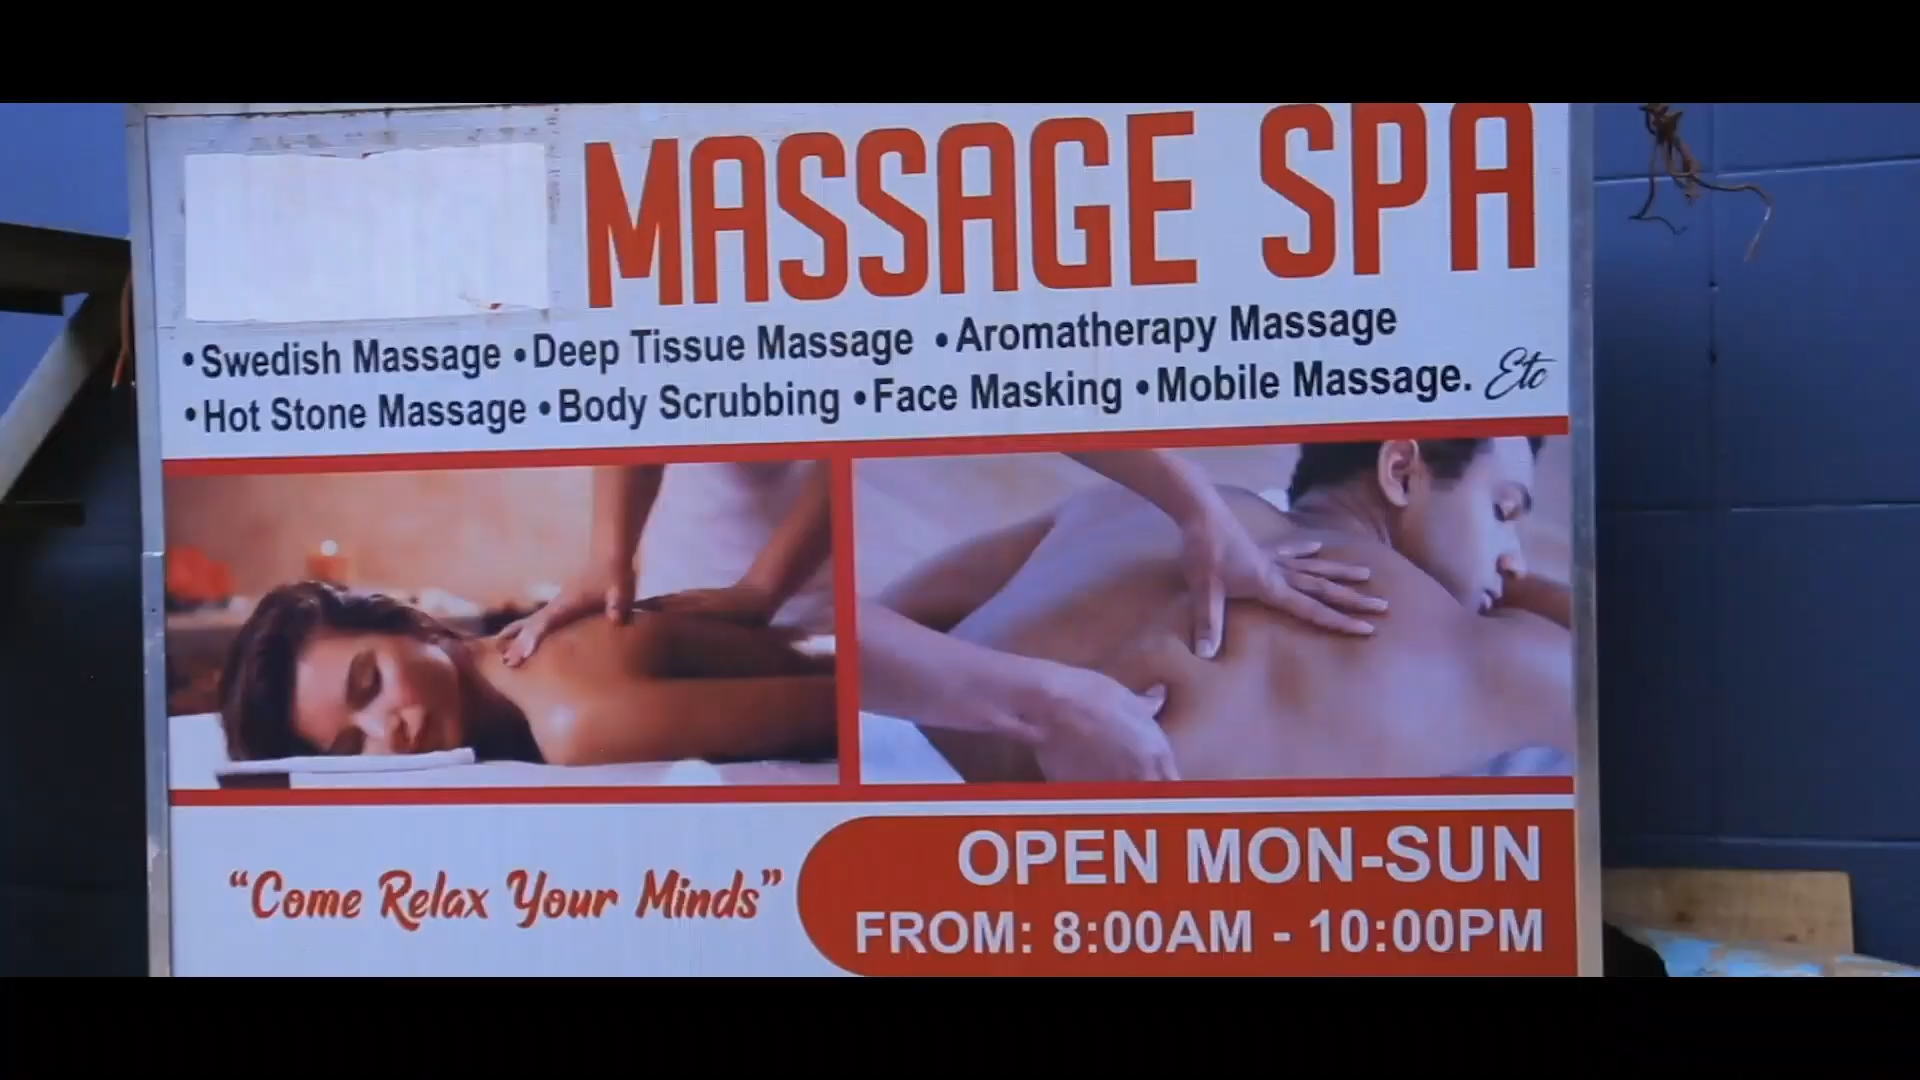 MASSAGE SPA
•Swedish Massage •Deep Tissue Massage •Aromatherapy Massage
•Hot Stone Massage •Body Scrubbing •Face Masking •Mobile Massage. Etc
"Come Relax Your Minds"
OPEN MON-SUN
FROM: 8:00AM - 10:00PM